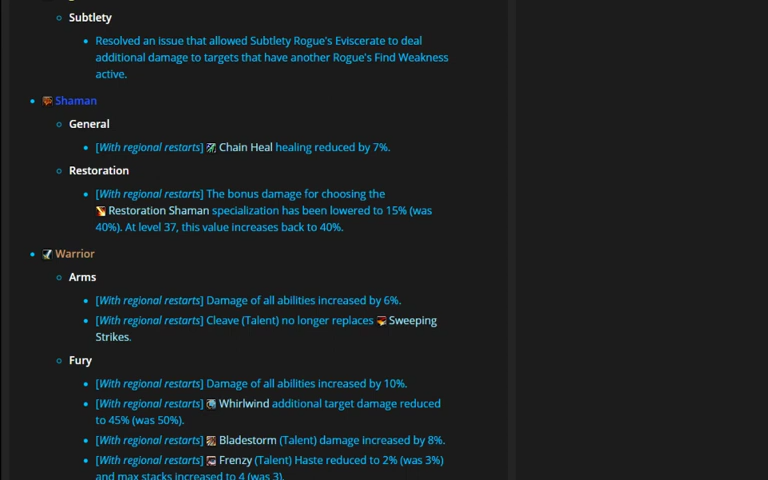 Subtlety
Resolved an issue that allowed Subtlety Rogue's Eviscerate to deal
additional damage to targets that have another Rogue's Find Weakness
active.
Shaman
General
[With regional restarts] Chain Heal healing reduced by 7%.
Restoration
[With regional restarts] The bonus damage for choosing the
Restoration Shaman specialization has been lowered to 15% (was
40%). At level 37, this value increases back to 40%.
Warrior
Arms
[With regional restarts] Damage of all abilities increased by 6%.
[With regional restarts] Cleave (Talent) no longer replaces Sweeping
Strikes.
Fury
[With regional restarts] Damage of all abilities increased by 10%.
[With regional restarts] Whirlwind additional target damage reduced
to 45% (was 50%).
[With regional restarts] Bladestorm (Talent) damage increased by 8%.
[With regional restarts] Frenzy (Talent) Haste reduced to 2% (was 3%)
and max stacks increased to 4 (was 3).